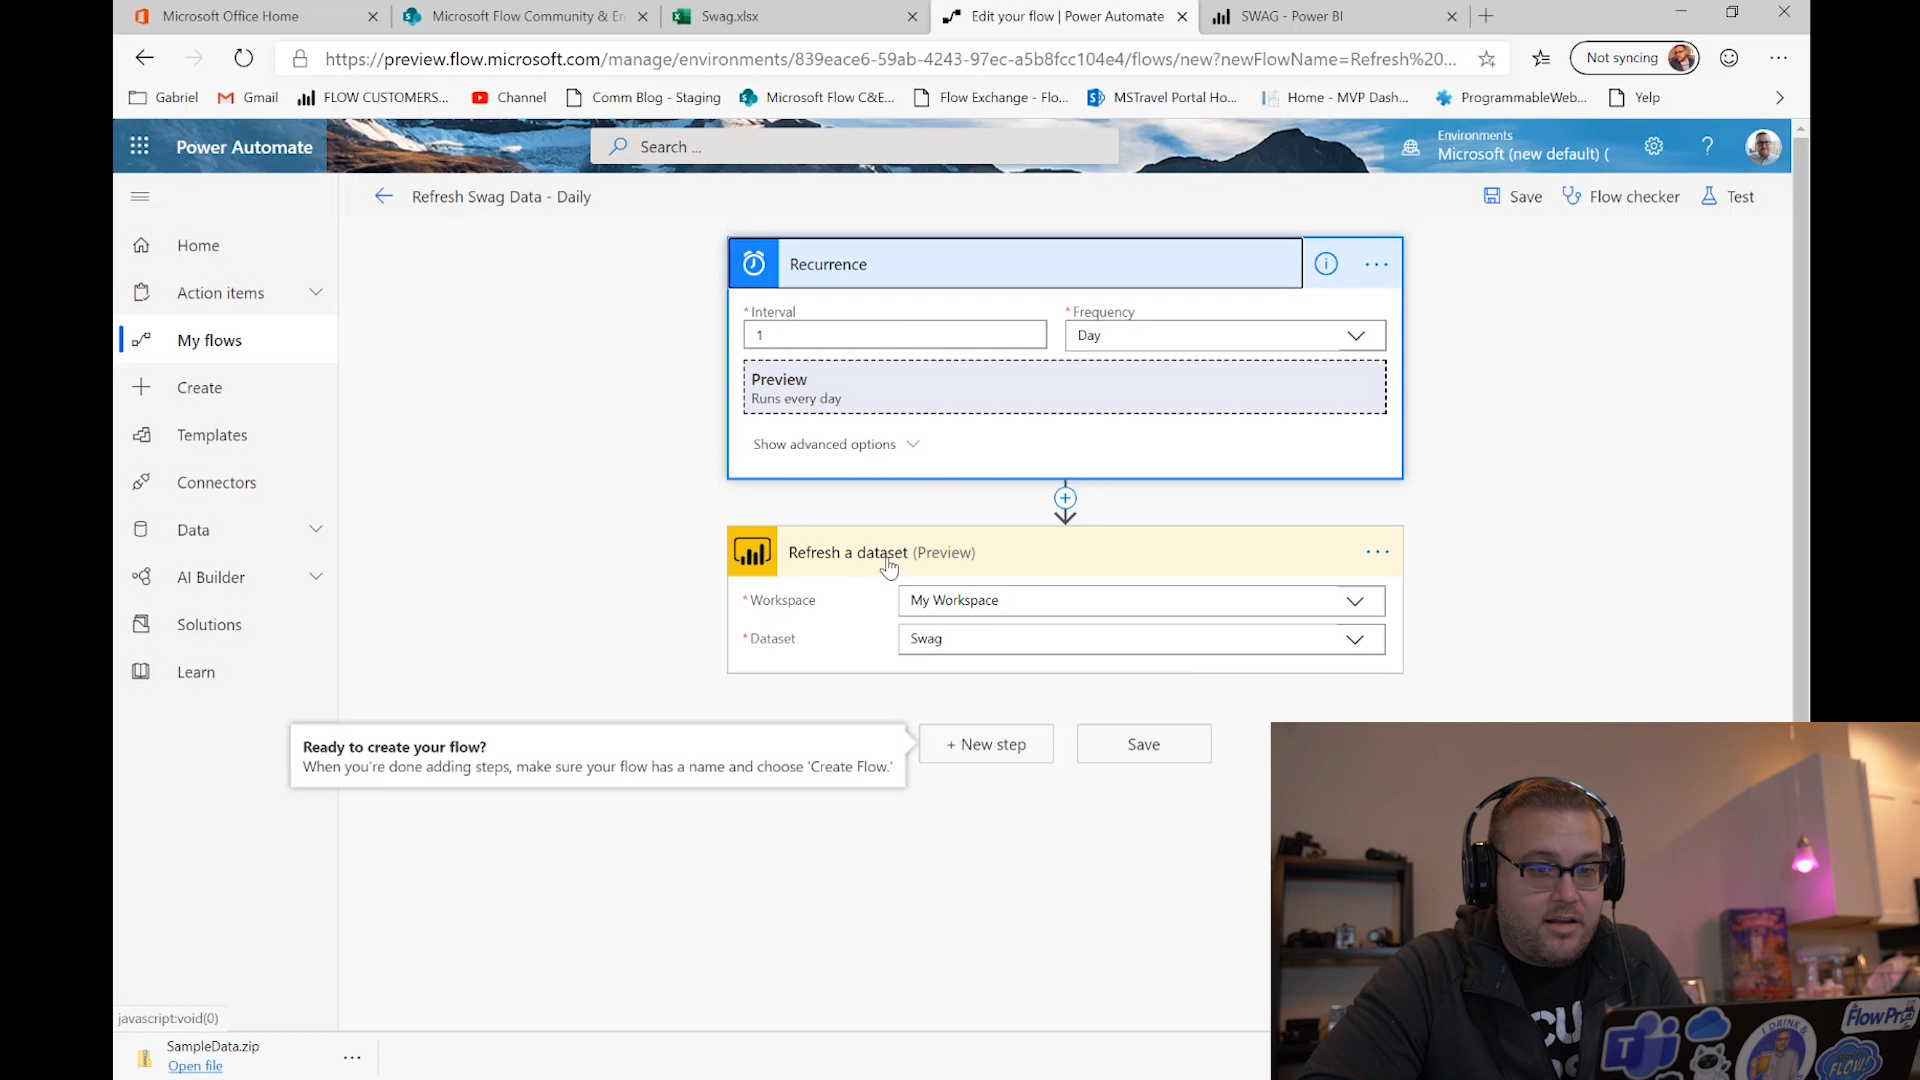 Microsoft Office Home
Microsoft Flow Community & En
Swag.xlsx
Edit your flow | Power Automate
SWAG - Power BI
https://preview.flow.microsoft.com/manage/environments/839eace6-59ab-4243-97ec-a5b8fcc104e4/flows/new?newFlowName=Refresh%20...
Not syncing
Gabriel
Gmail
FLOW CUSTOMERS...
Channel
Comm Blog - Staging
Microsoft Flow C&E...
Flow Exchange - Flo...
MSTravel Portal Ho...
Home - MVP Dash...
ProgrammableWeb...
Yelp
Power Automate
Search ...
Environments
Microsoft (new default) (
Refresh Swag Data - Daily
Save
Flow checker
Test
Home
Action items
My flows
Create
Templates
Connectors
Data
AI Builder
Solutions
Learn
Recurrence
* Interval
1
* Frequency
Day
Preview
Runs every day
Show advanced options
Refresh a dataset (Preview)
* Workspace
My Workspace
* Dataset
Swag
Ready to create your flow?
When you're done adding steps, make sure your flow has a name and choose 'Create Flow.'
+ New step
Save
javascript:void(0)
SampleData.zip
Open file
I DRINK &
FLOW!